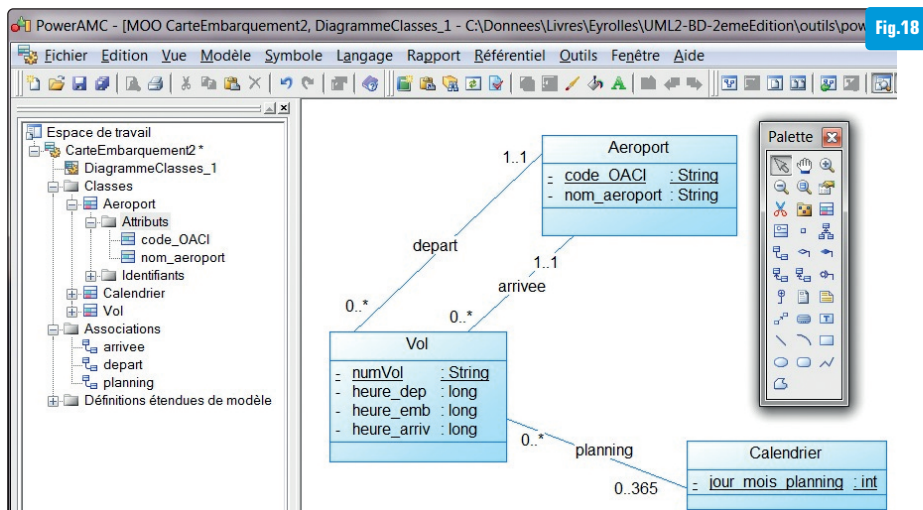 PowerAMC - [MOO CarteEmbarquement2, DiagrammeClasses_1 - C:\Donnees\Livres\Eyrolles\UML2-BD-2emeEdition\outils\pow
Fig.18
Fichier Edition Vue Modèle Symbole Langage Rapport Référentiel Outils Fenêtre Aide
Espace de travail
CarteEmbarquement2 *
DiagrammeClasses_1
Classes
Aeroport
Attributs
code_OACI
nom_aeroport
Identifiants
Calendrier
Vol
Associations
arrivee
depart
planning
Définitions étendues de modèle
Palette
Aeroport
- code_OACI : String
- nom_aeroport : String
1..1
depart
1..1
arrivee
0..*
0..*
Vol
- numVol : String
- heure_dep : long
- heure_emb : long
- heure_arriv : long
0..*
planning
0..365
Calendrier
- jour_mois_planning : int